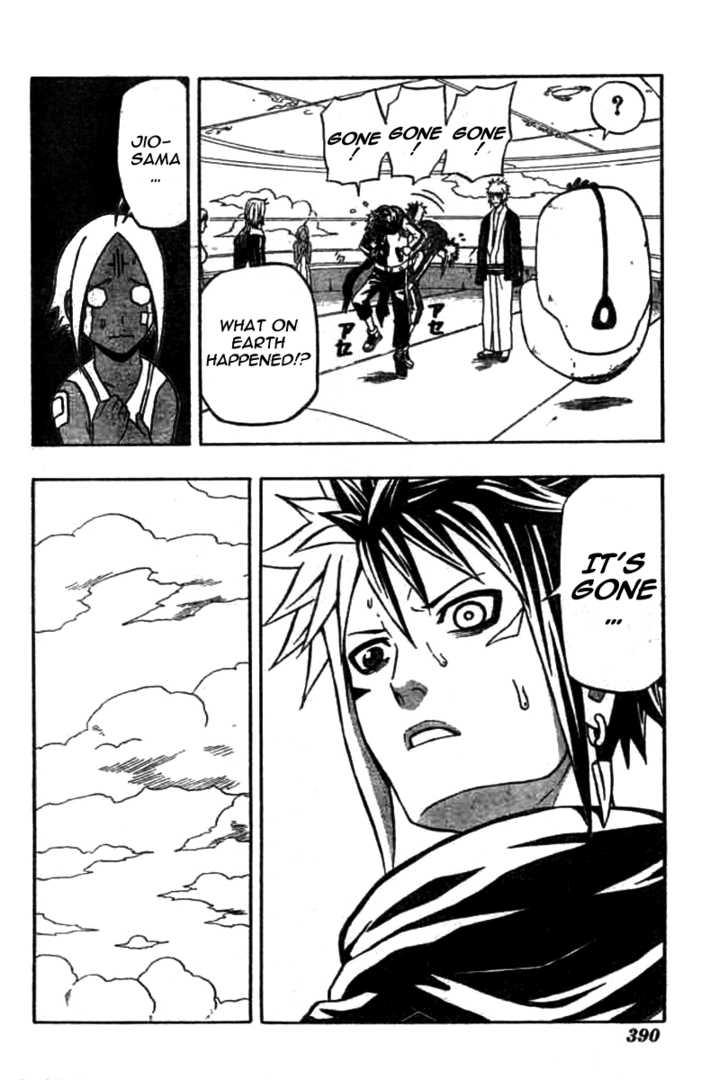 ?
GONE
!
GONE
!
GONE
!
アセ
アセ
WHAT ON
EARTH
HAPPENED!?
JIO-
SAMA
...
IT'S
GONE
...
390